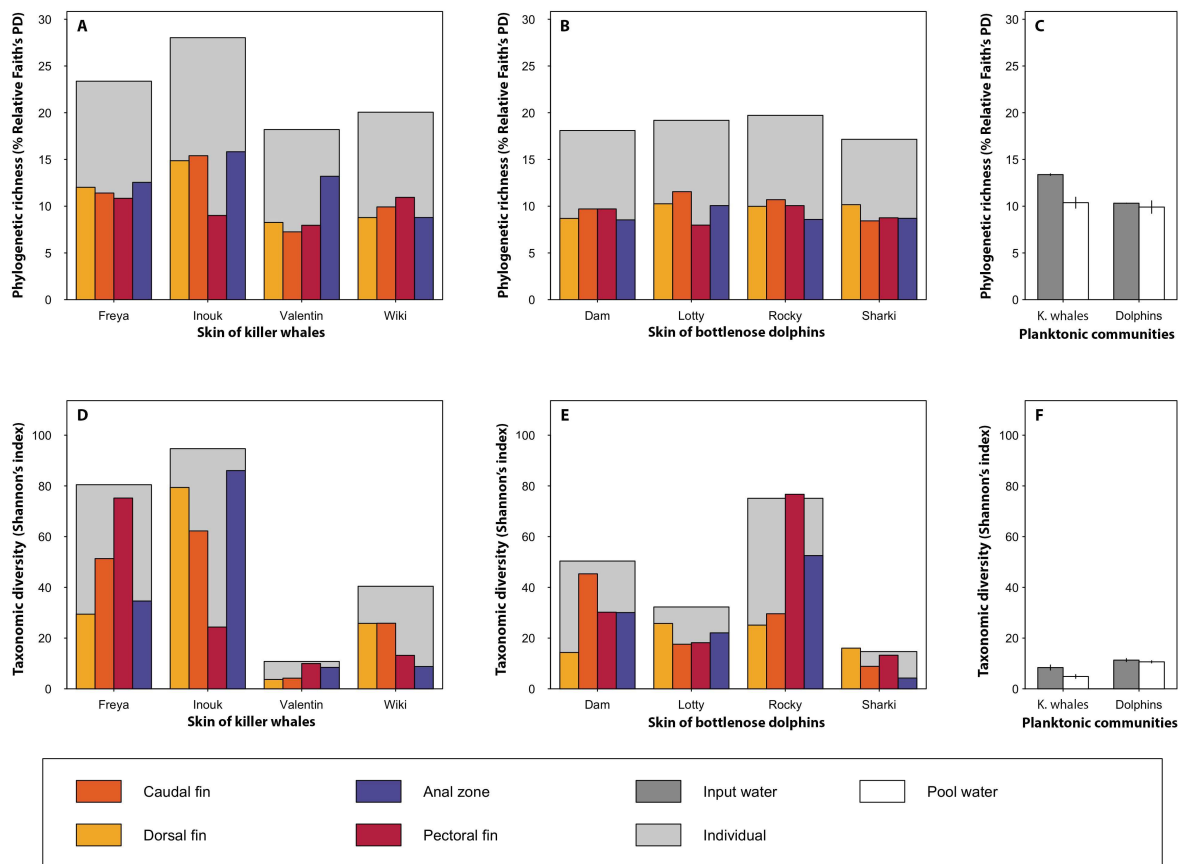 A
Phylogenetic richness (% Relative Faith's PD)
30
25
20
15
10
5
0
Freya Inouk Valentin Wiki
Skin of killer whales
B
Phylogenetic richness (% Relative Faith's PD)
30
25
20
15
10
5
0
Dam Lotty Rocky Sharki
Skin of bottlenose dolphins
C
Phylogenetic richness (% Relative Faith's PD)
30
25
20
15
10
5
0
K. whales Dolphins
Planktonic communities
D
Taxonomic diversity (Shannon's index)
100
80
60
40
20
0
Freya Inouk Valentin Wiki
Skin of killer whales
E
Taxonomic diversity (Shannon's index)
100
80
60
40
20
0
Dam Lotty Rocky Sharki
Skin of bottlenose dolphins
F
Taxonomic diversity (Shannon's index)
100
80
60
40
20
0
K. whales Dolphins
Planktonic communities
Caudal fin Anal zone Input water Pool water
Dorsal fin Pectoral fin Individual